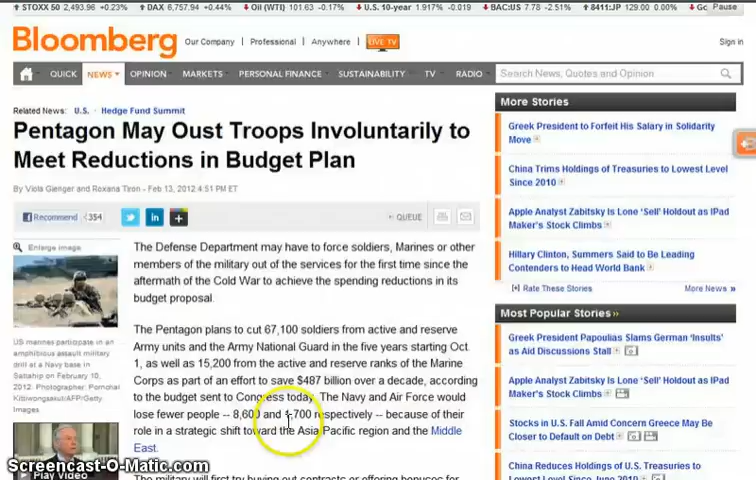 STOXX 50 2,493.96 +0.23% DAX 6,757.94 +0.44% Oil (WTI) 101.63 -0.17% U.S. 10-year 1.917% -0.019 BAC:US 7.78 -2.51% 8411:JP 129.00 0.00% Pause
Bloomberg Our Company | Professional | Anywhere | LIVE TV Sign in
QUICK NEWS OPINION MARKETS PERSONAL FINANCE SUSTAINABILITY TV RADIO Search News, Quotes and Opinion
Related News: U.S. · Hedge Fund Summit
Pentagon May Oust Troops Involuntarily to
Meet Reductions in Budget Plan
By Viola Gienger and Roxana Tiron - Feb 13, 2012 4:51 PM ET
Recommend 354 in + QUEUE
Enlarge image
US marines participate in an
amphibious assault military
drill at a Navy base in
Sattahip on February 10,
2012. Photographer: Pornchai
Kittiwongsakul/AFP/Getty
Images
Play Video
The Defense Department may have to force soldiers, Marines or other
members of the military out of the services for the first time since the
aftermath of the Cold War to achieve the spending reductions in its
budget proposal.
The Pentagon plans to cut 67,100 soldiers from active and reserve
Army units and the Army National Guard in the five years starting Oct.
1, as well as 15,200 from the active and reserve ranks of the Marine
Corps as part of an effort to save $487 billion over a decade, according
to the budget sent to Congress today. The Navy and Air Force would
lose fewer people -- 8,600 and 1,700 respectively -- because of their
role in a strategic shift toward the Asia Pacific region and the Middle
East.
The military will first try buying out contracts or offering bonuses for
More Stories
Greek President to Forfeit His Salary in Solidarity
Move
China Trims Holdings of Treasuries to Lowest Level
Since 2010
Apple Analyst Zabitsky Is Lone 'Sell' Holdout as IPad
Maker's Stock Climbs
Hillary Clinton, Summers Said to Be Leading
Contenders to Head World Bank
Rate These Stories More News »
Most Popular Stories »
Greek President Papoulias Slams German 'Insults'
as Aid Discussions Stall
Apple Analyst Zabitsky Is Lone 'Sell' Holdout as IPad
Maker's Stock Climbs
Stocks in U.S. Fall Amid Concern Greece May Be
Closer to Default on Debt
China Reduces Holdings of U.S. Treasuries to
Lowest Level
Screencast-O-Matic.com